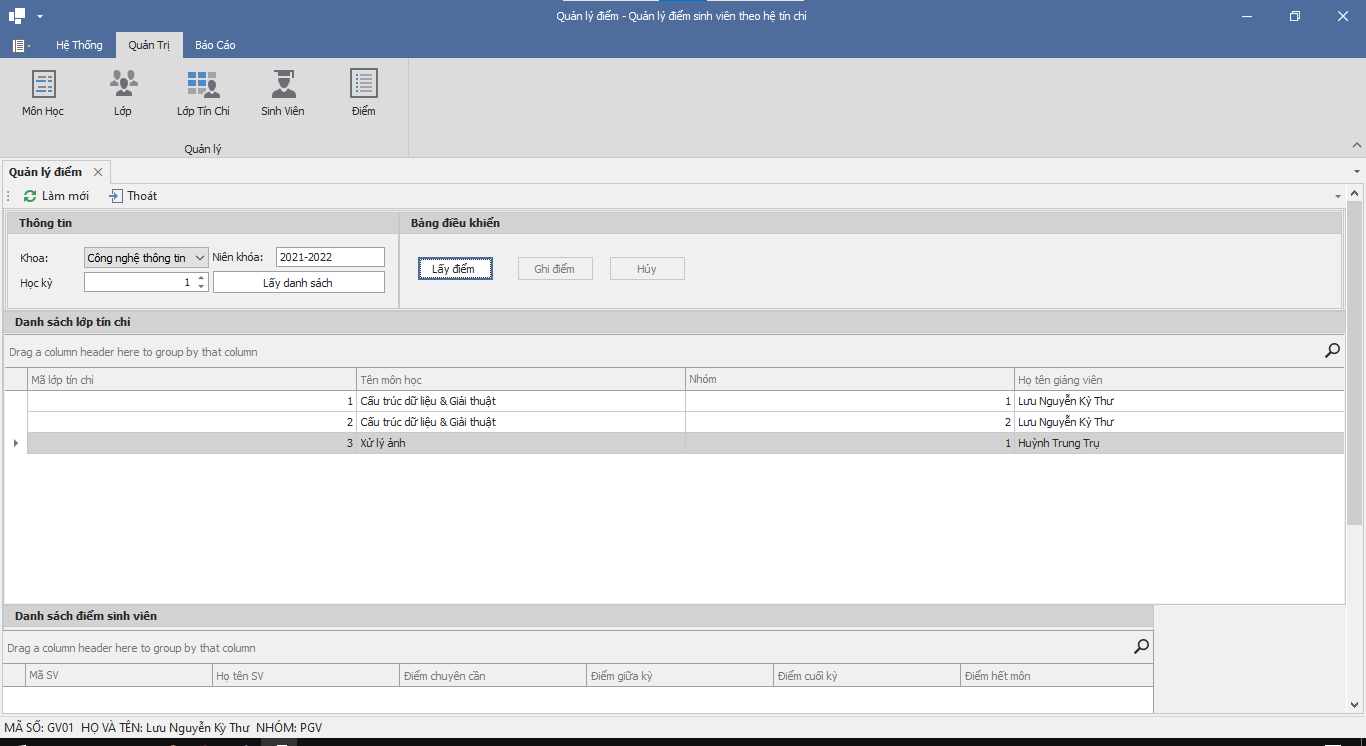 Quản lý điểm - Quản lý điểm sinh viên theo hệ tín chỉ
Hệ Thống Quản Trị Báo Cáo
Môn Học Lớp Lớp Tín Chỉ Sinh Viên Điểm
Quản lý
Quản lý điểm
Làm mới Thoát
Thông tin Bảng điều khiển
Khoa: Công nghệ thông tin Niên khóa: 2021-2022
Lấy điểm Ghi điểm Hủy
Học kỳ 1 Lấy danh sách
Danh sách lớp tín chỉ
Drag a column header here to group by that column
Mã lớp tín chỉ Tên môn học Nhóm Họ tên giảng viên
1 Cấu trúc dữ liệu & Giải thuật 1 Lưu Nguyễn Kỳ Thư
2 Cấu trúc dữ liệu & Giải thuật 2 Lưu Nguyễn Kỳ Thư
3 Xử lý ảnh 1 Huỳnh Trung Trụ
Danh sách điểm sinh viên
Drag a column header here to group by that column
Mã SV Họ tên SV Điểm chuyên cần Điểm giữa kỳ Điểm cuối kỳ Điểm hết môn
MÃ SỐ: GV01 HỌ VÀ TÊN: Lưu Nguyễn Kỳ Thư NHÓM: PGV